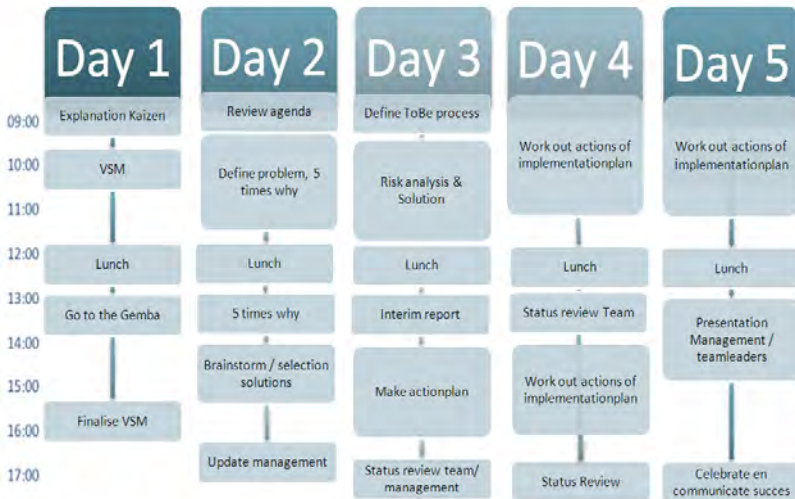 Day 1
Day 2
Day 3
Day 4
Day 5
09:00
10:00
11:00
12:00
13:00
14:00
15:00
16:00
17:00
Explanation Kaizen
VSM
Lunch
Go to the Gemba
Finalise VSM
Review agenda
Define problem, 5
times why
Lunch
5 times why
Brainstorm / selection
solutions
Update management
Define ToBe process
Risk analysis &
Solution
Lunch
Interim report
Make actionplan
Status review team/
management
Work out actions of
implementationplan
Lunch
Status review Team
Work out actions of
implementationplan
Status Review
Work out actions of
implementationplan
Lunch
Presentation
Management /
teamleaders
Celebrate en
communicate succes